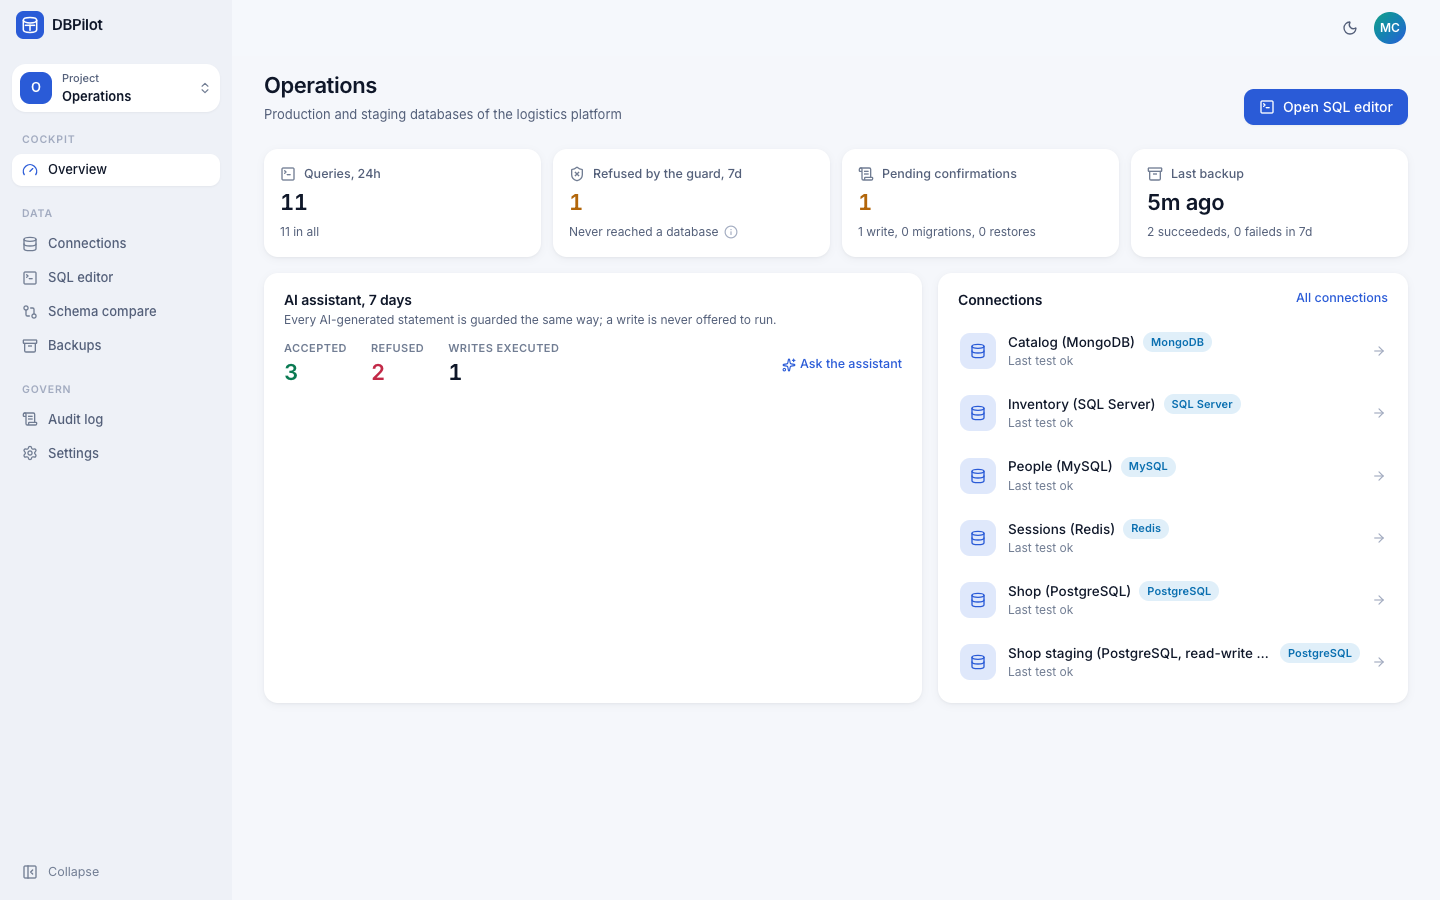 DBPilot
MC
O
Project
Operations
COCKPIT
Overview
DATA
Connections
SQL editor
Schema compare
Backups
GOVERN
Audit log
Settings
Collapse
Operations
Production and staging databases of the logistics platform
Open SQL editor
Queries, 24h
11
11 in all
Refused by the guard, 7d
1
Never reached a database
Pending confirmations
1
1 write, 0 migrations, 0 restores
Last backup
5m ago
2 succeededs, 0 faileds in 7d
AI assistant, 7 days
Every AI-generated statement is guarded the same way; a write is never offered to run.
ACCEPTED
3
REFUSED
2
WRITES EXECUTED
1
Ask the assistant
Connections
All connections
Catalog (MongoDB) MongoDB
Last test ok
Inventory (SQL Server) SQL Server
Last test ok
People (MySQL) MySQL
Last test ok
Sessions (Redis) Redis
Last test ok
Shop (PostgreSQL) PostgreSQL
Last test ok
Shop staging (PostgreSQL, read-write ... PostgreSQL
Last test ok